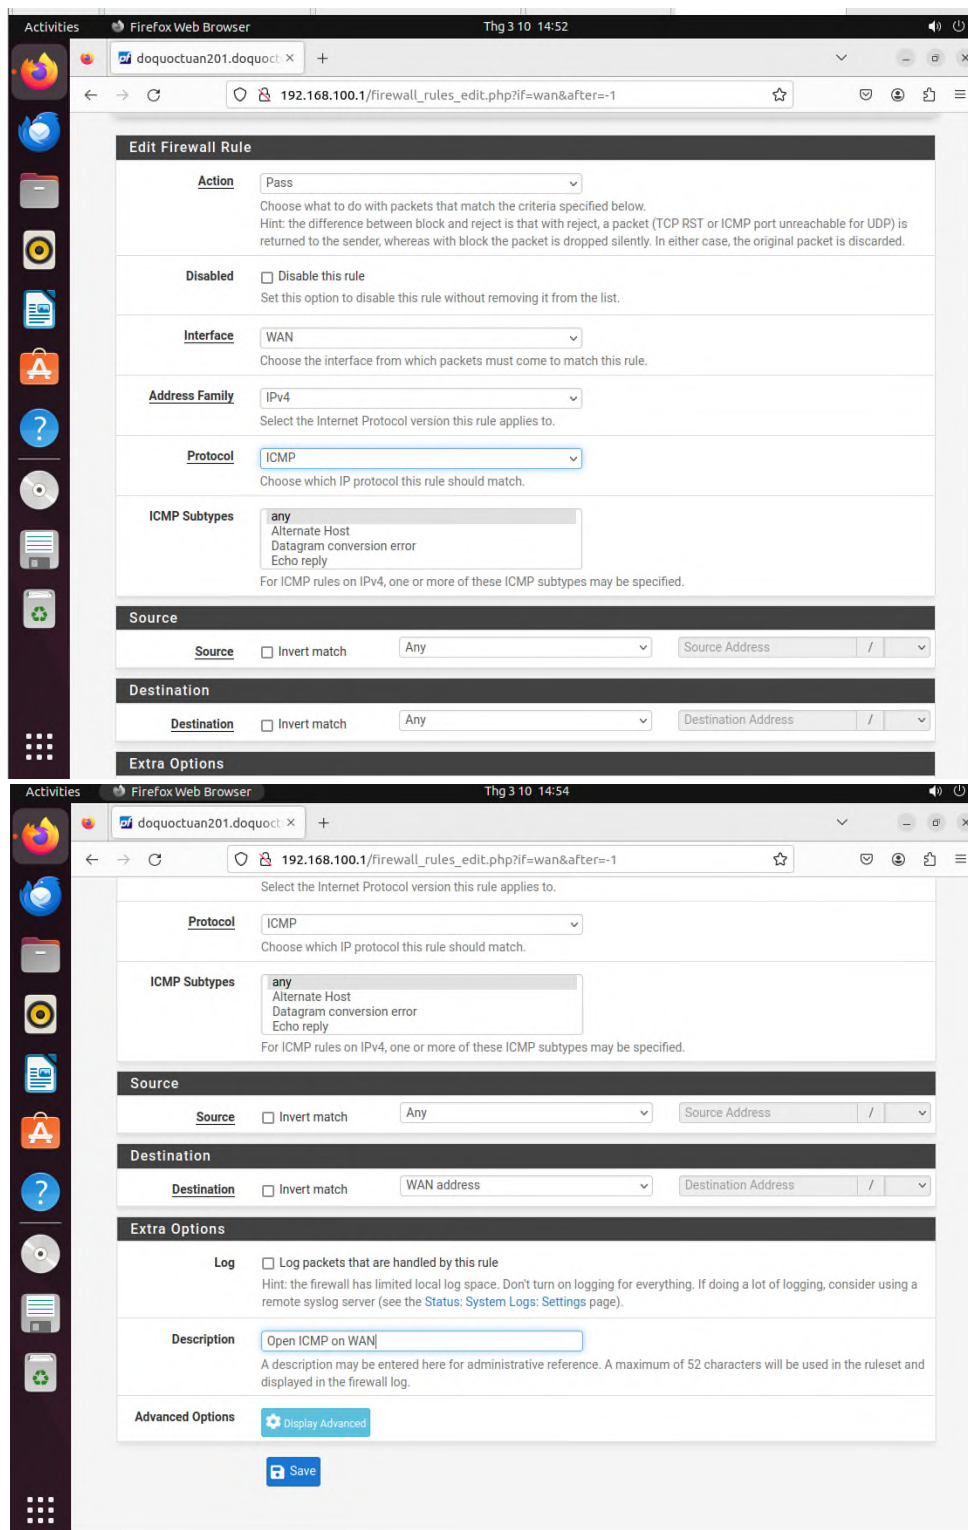 Activities Firefox Web Browser Thg 3 10 14:52
doquoctuan201.doquoct × +
192.168.100.1/firewall_rules_edit.php?if=wan&after=-1
Edit Firewall Rule
Action Pass
Choose what to do with packets that match the criteria specified below.
Hint: the difference between block and reject is that with reject, a packet (TCP RST or ICMP port unreachable for UDP) is
returned to the sender, whereas with block the packet is dropped silently. In either case, the original packet is discarded.
Disabled Disable this rule
Set this option to disable this rule without removing it from the list.
Interface WAN
Choose the interface from which packets must come to match this rule.
Address Family IPv4
Select the Internet Protocol version this rule applies to.
Protocol ICMP
Choose which IP protocol this rule should match.
ICMP Subtypes any
Alternate Host
Datagram conversion error
Echo reply
For ICMP rules on IPv4, one or more of these ICMP subtypes may be specified.
Source
Source Invert match Any Source Address /
Destination
Destination Invert match Any Destination Address /
Extra Options
Activities Firefox Web Browser Thg 3 10 14:54
doquoctuan201.doquoct × +
192.168.100.1/firewall_rules_edit.php?if=wan&after=-1
Select the Internet Protocol version this rule applies to.
Protocol ICMP
Choose which IP protocol this rule should match.
ICMP Subtypes any
Alternate Host
Datagram conversion error
Echo reply
For ICMP rules on IPv4, one or more of these ICMP subtypes may be specified.
Source
Source Invert match Any Source Address /
Destination
Destination Invert match WAN address Destination Address /
Extra Options
Log Log packets that are handled by this rule
Hint: the firewall has limited local log space. Don't turn on logging for everything. If doing a lot of logging, consider using a
remote syslog server (see the Status: System Logs: Settings page).
Description Open ICMP on WAN
A description may be entered here for administrative reference. A maximum of 52 characters will be used in the ruleset and
displayed in the firewall log.
Advanced Options Display Advanced
Save